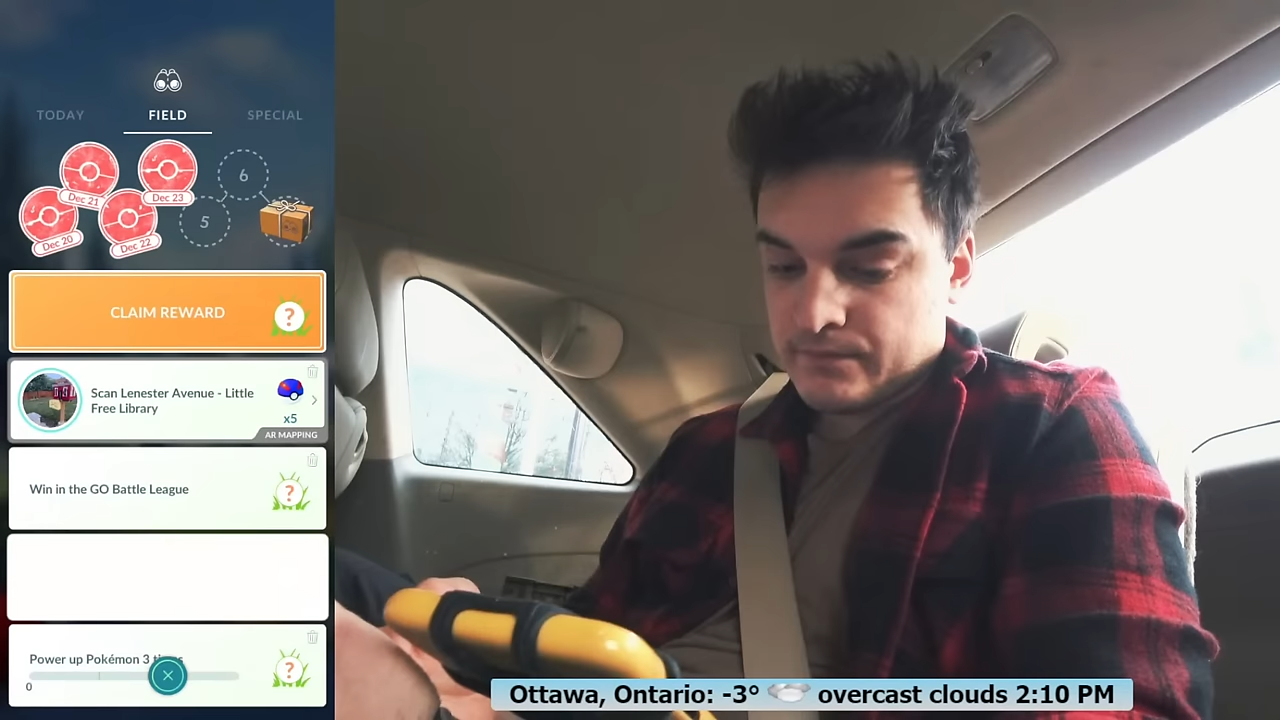 TODAY
FIELD
SPECIAL
Dec 21
Dec 23
6
Dec 20
Dec 22
5
CLAIM REWARD
?
Scan Lenester Avenue - Little
Free Library
x5
AR MAPPING
Win in the GO Battle League
?
Power up Pokémon 3
?
0
Ottawa, Ontario: -3° overcast clouds 2:10 PM